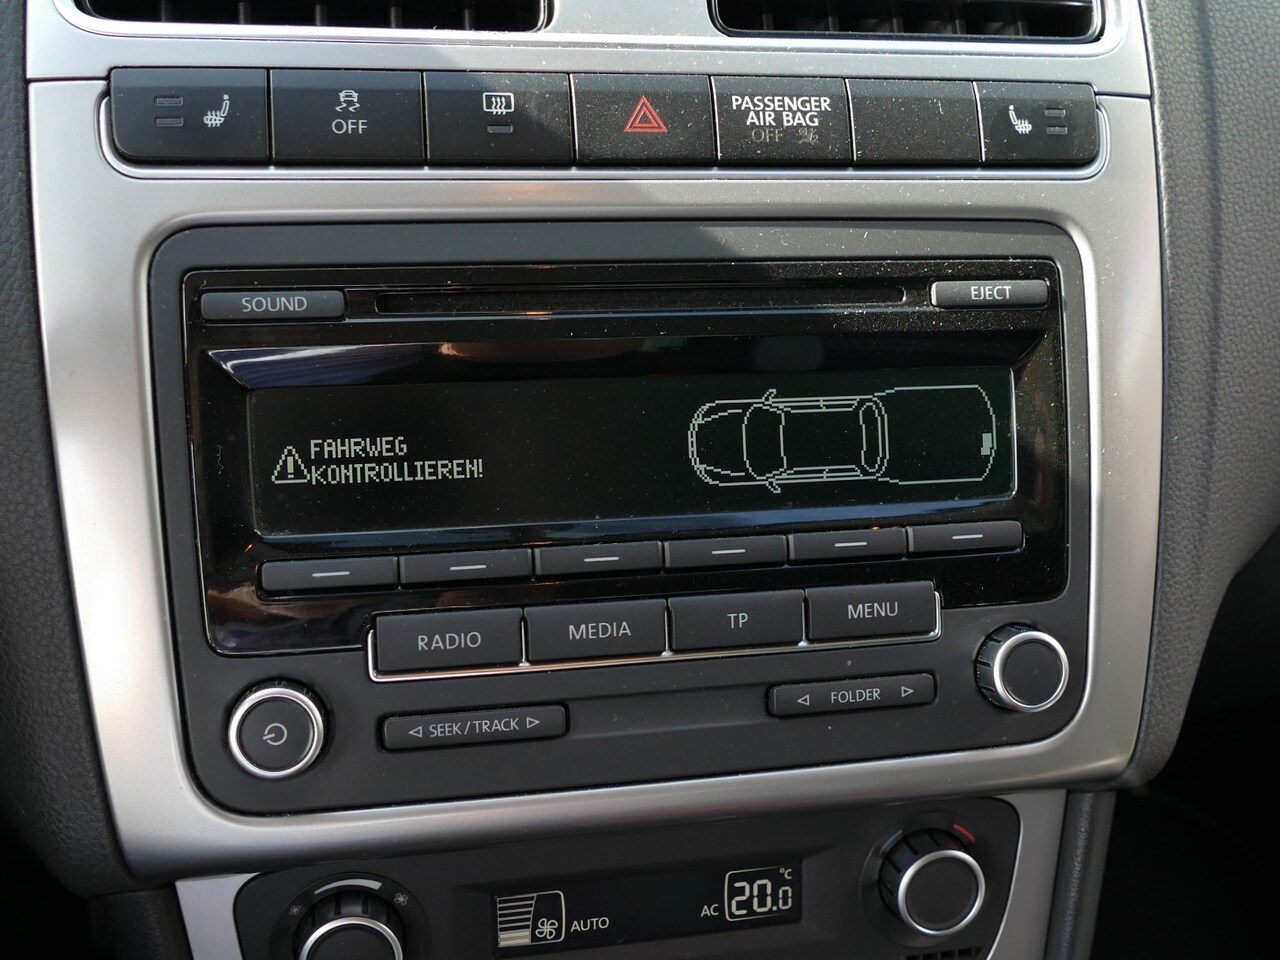 OFF
PASSENGER
AIR BAG
OFF
SOUND
EJECT
FAHRWEG
KONTROLLIEREN!
RADIO
MEDIA
TP
MENU
SEEK/TRACK
FOLDER
AUTO
AC 20.0 °C